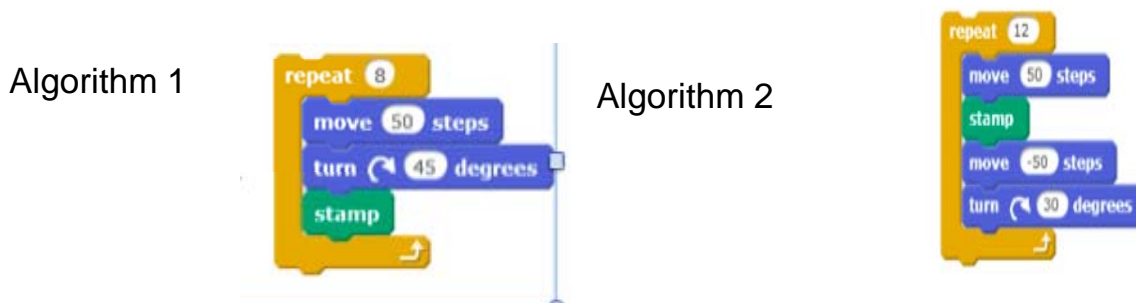 Algorithm 1
repeat 8
move 50 steps
turn 45 degrees
stamp
Algorithm 2
repeat 12
move 50 steps
stamp
move -50 steps
turn 30 degrees